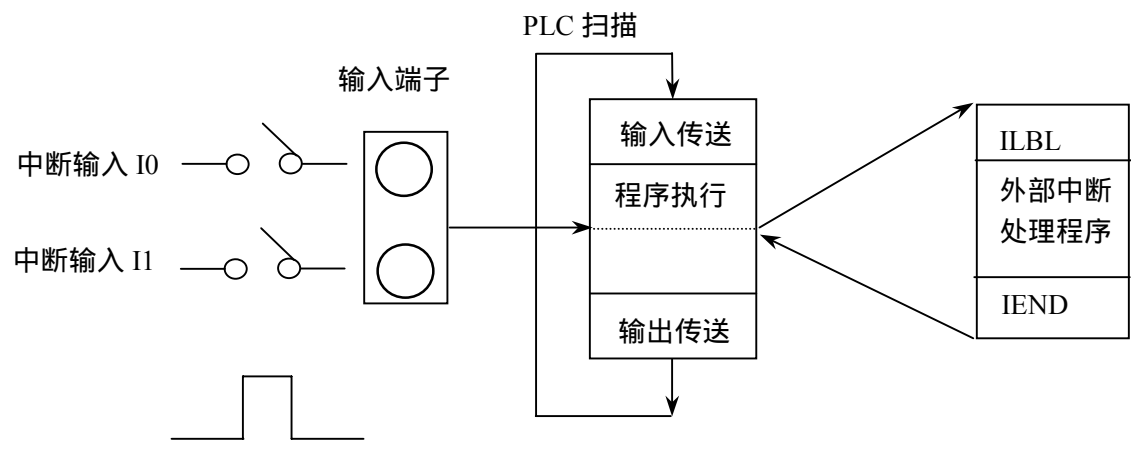 PLC 扫描
输入端子
中断输入 I0
中断输入 I1
输入传送
程序执行
输出传送
ILBL
外部中断
处理程序
IEND